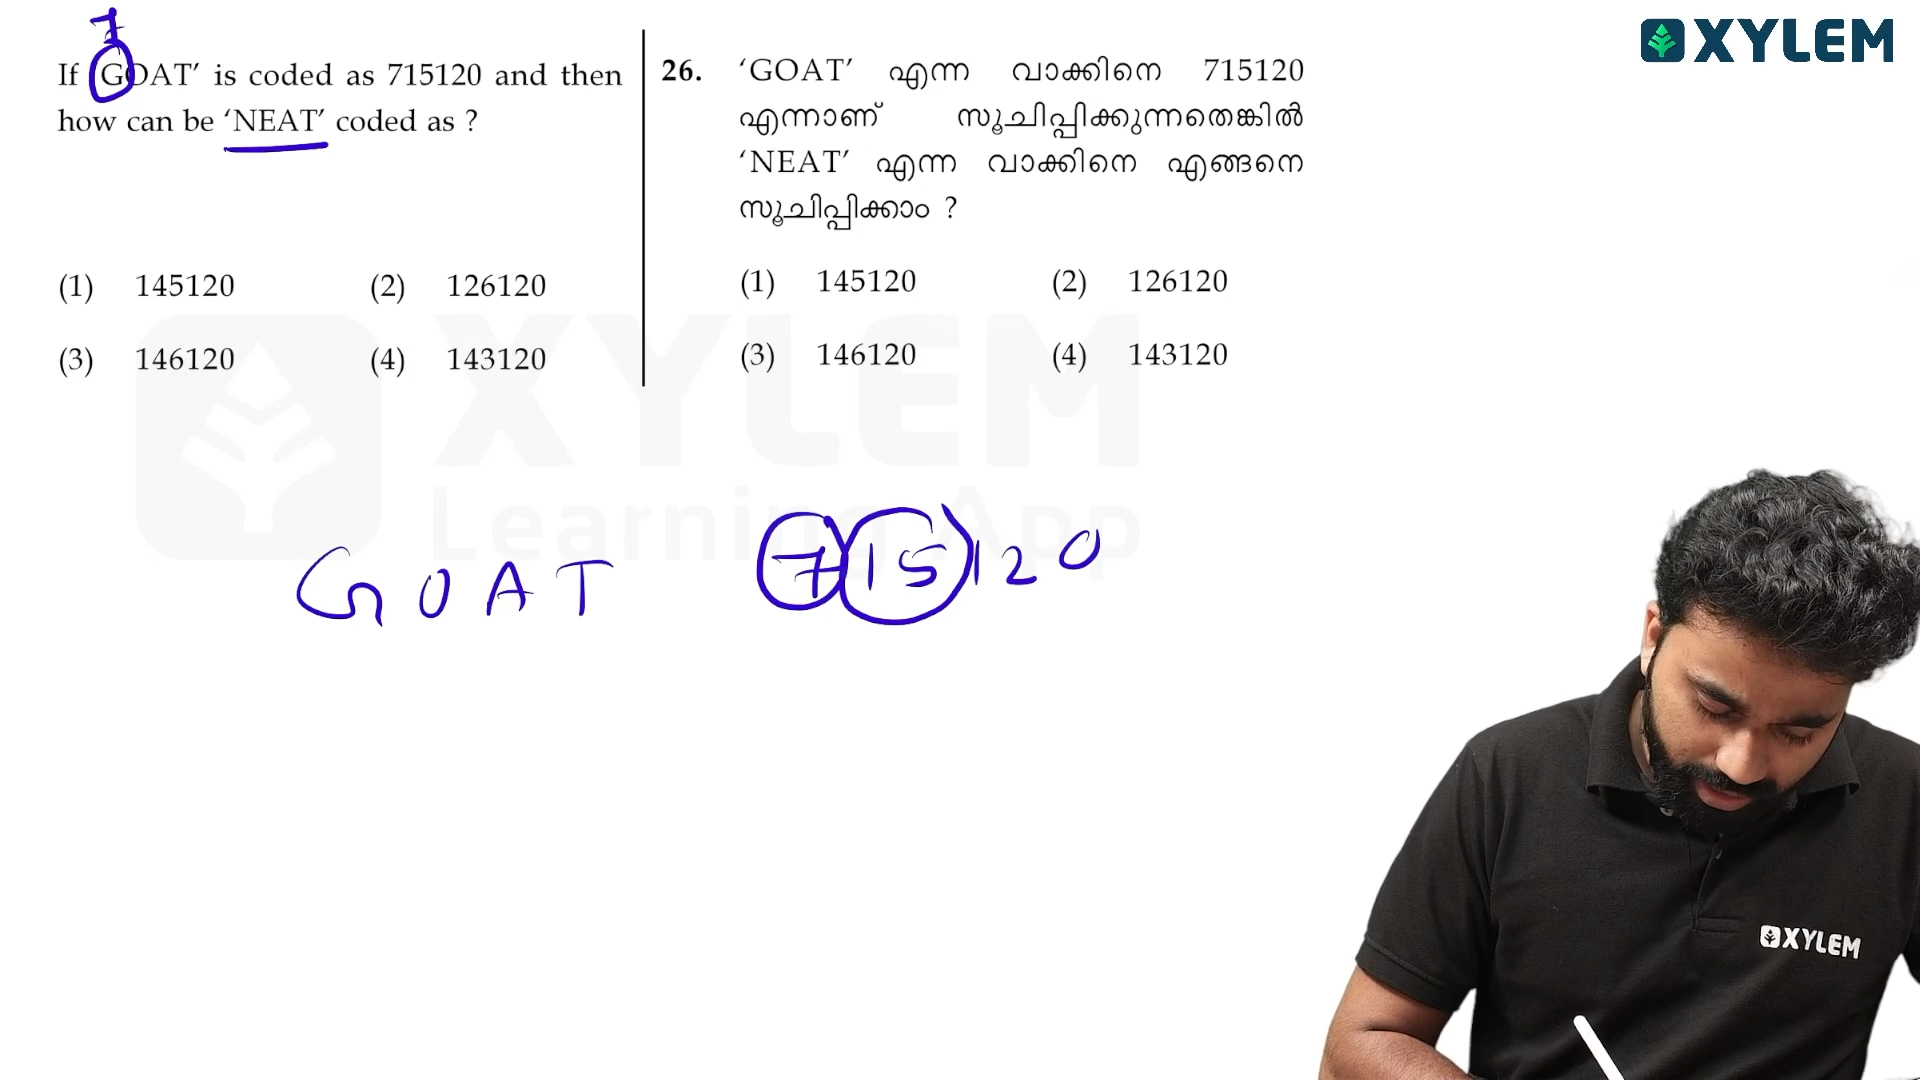 7
If 'GOAT' is coded as 715120 and then
how can be 'NEAT' coded as ?
(1) 145120 (2) 126120
(3) 146120 (4) 143120
26. 'GOAT' എന്ന വാക്കിനെ 715120
എന്നാണ് സൂചിപ്പിക്കുന്നതെങ്കിൽ
'NEAT' എന്ന വാക്കിനെ എങ്ങനെ
സൂചിപ്പിക്കാം ?
(1) 145120 (2) 126120
(3) 146120 (4) 143120
XYLEM
XYLEM
Learning App
GOAT 715120
XYLEM